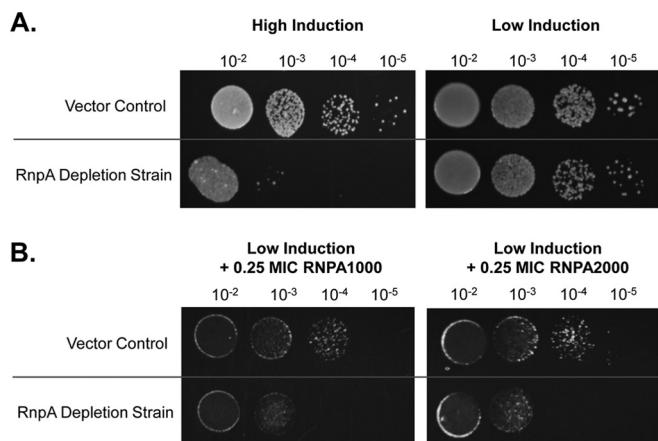 A.
High Induction
Low Induction
10-2 10-3 10-4 10-5 10-2 10-3 10-4 10-5
Vector Control
RnpA Depletion Strain
B.
Low Induction
+ 0.25 MIC RNPA1000
Low Induction
+ 0.25 MIC RNPA2000
10-2 10-3 10-4 10-5 10-2 10-3 10-4 10-5
Vector Control
RnpA Depletion Strain